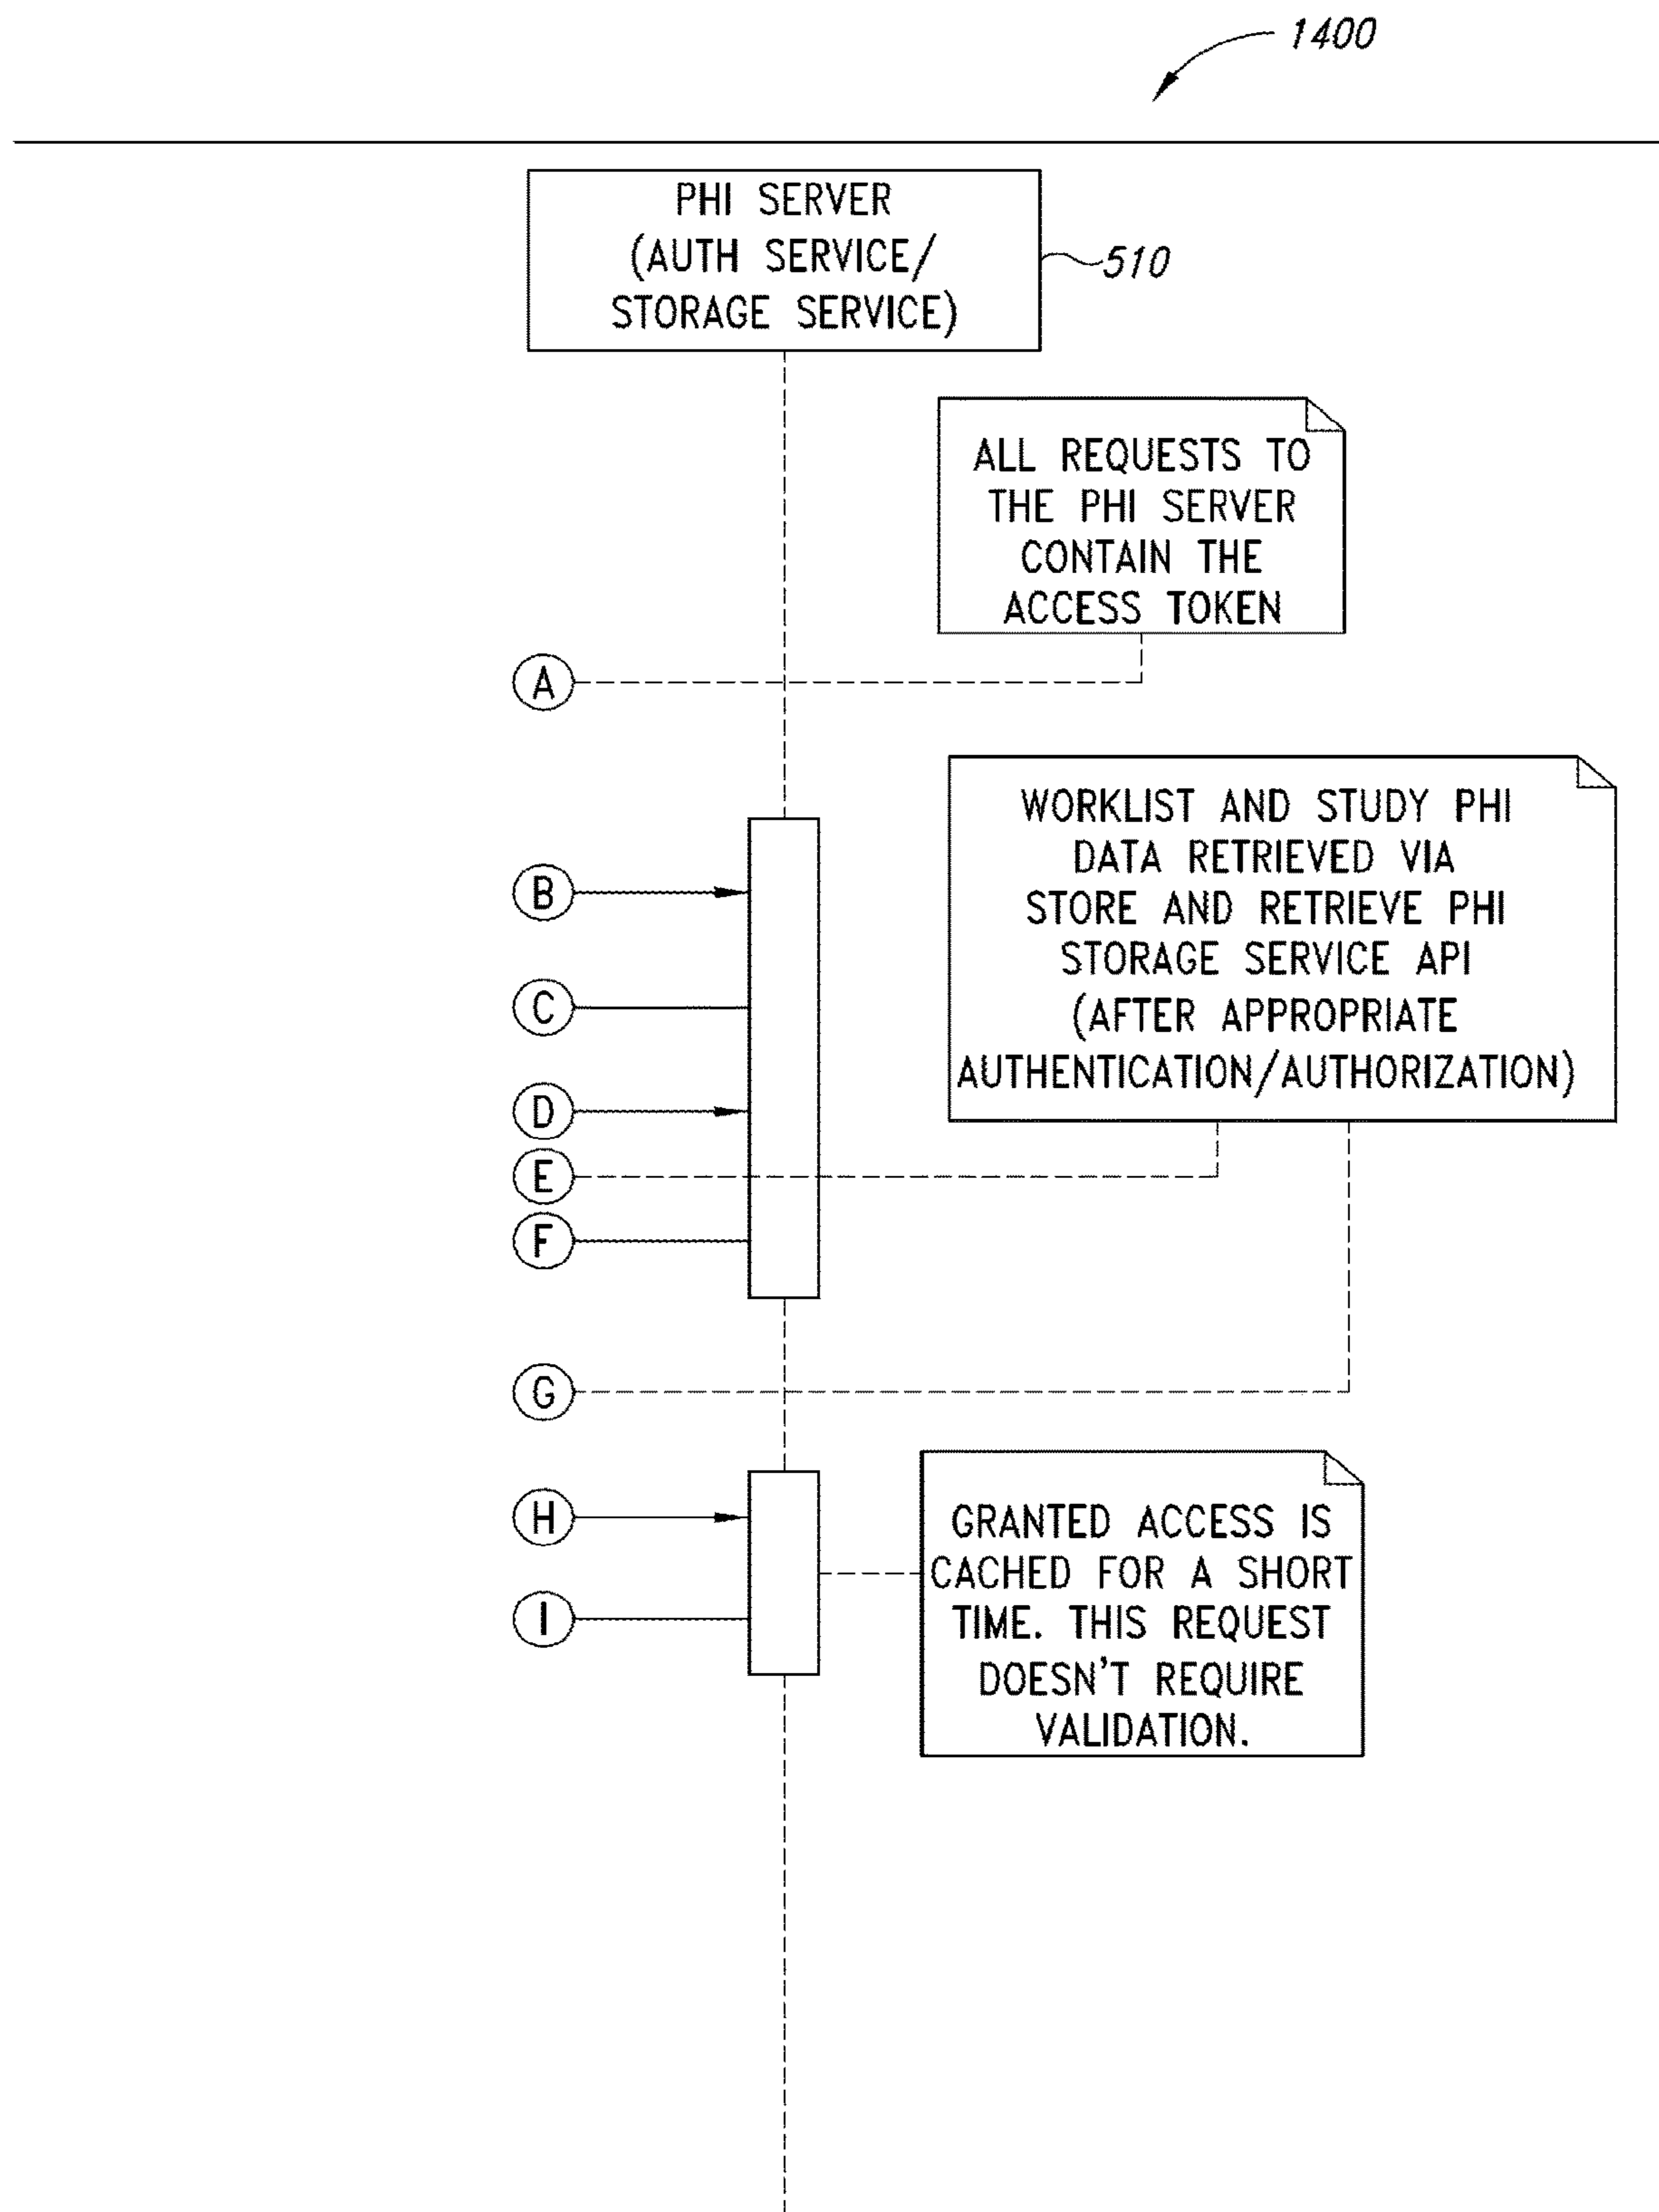 1400
PHI SERVER
(AUTH SERVICE/
STORAGE SERVICE)
510
ALL REQUESTS TO
THE PHI SERVER
CONTAIN THE
ACCESS TOKEN
A
WORKLIST AND STUDY PHI
DATA RETRIEVED VIA
STORE AND RETRIEVE PHI
STORAGE SERVICE API
(AFTER APPROPRIATE
AUTHENTICATION/AUTHORIZATION)
B
C
D
E
F
G
H
I
GRANTED ACCESS IS
CACHED FOR A SHORT
TIME. THIS REQUEST
DOESN'T REQUIRE
VALIDATION.